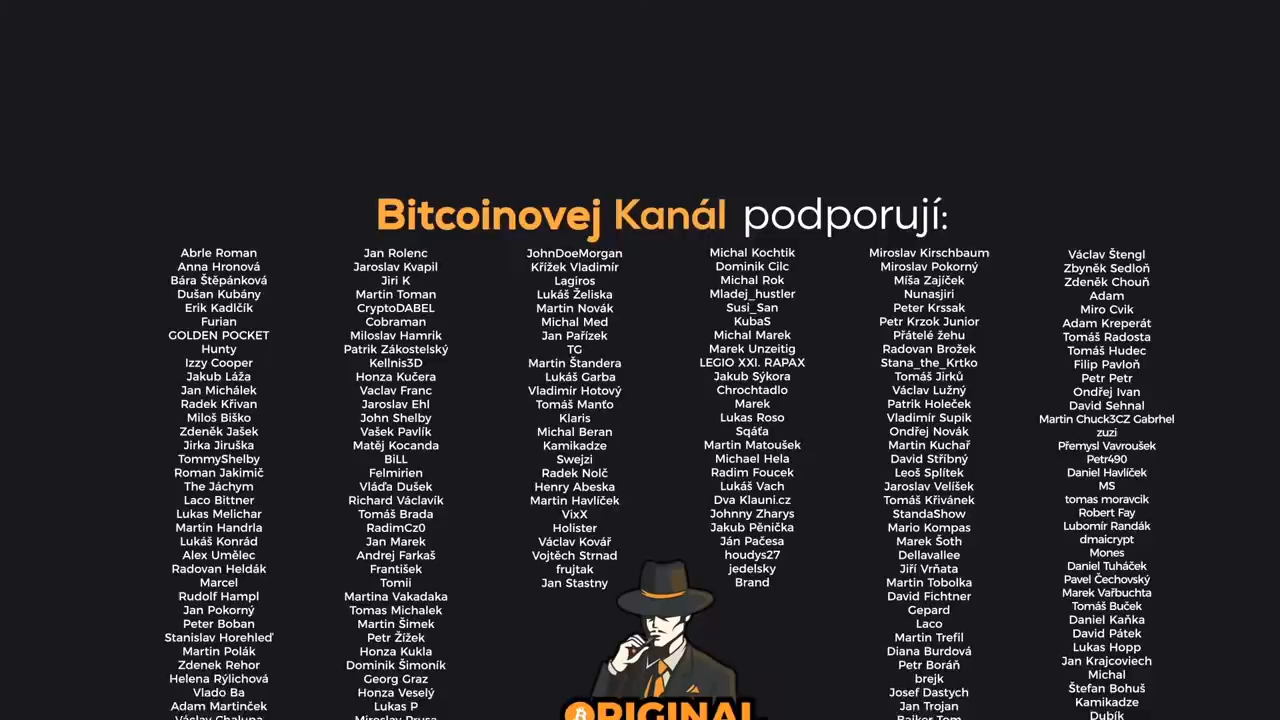 Bitcoinovej Kanál podporují:
Abrle Roman
Anna Hronová
Bára Štěpánková
Dušan Kubány
Erik Kadlčík
Furian
GOLDEN POCKET
Hunty
Izzy Cooper
Jakub Láža
Jan Michálek
Radek Křivan
Miloš Biško
Zdeněk Jašek
Jirka Jiruška
TommyShelby
Roman Jakimič
The Jáchym
Laco Bittner
Lukas Melichar
Martin Handrla
Lukáš Konrád
Alex Umělec
Radovan Heldák
Marcel
Rudolf Hampl
Jan Pokorný
Peter Boban
Stanislav Horehleď
Martin Polák
Zdenek Rehor
Helena Rýlichová
Vlado Ba
Adam Martinček
Václav Chaluna
Jan Rolenc
Jaroslav Kvapil
Jiri K
Martin Toman
CryptoDABEL
Cobraman
Miloslav Hamrik
Patrik Zákostelský
Kellnis3D
Honza Kučera
Vaclav Franc
Jaroslav Ehl
John Shelby
Vašek Pavlík
Matěj Kocanda
BiLL
Felmirien
Vláďa Dušek
Richard Václavík
Tomáš Brada
RadimCz0
Jan Marek
Andrej Farkaš
František
Tomii
Martina Vakadaka
Tomas Michalek
Martin Šimek
Petr Žížek
Honza Kukla
Dominik Šimoník
Georg Graz
Honza Veselý
Lukas P
Miroslav Prusa
JohnDoeMorgan
Křížek Vladimír
Lagiros
Lukáš Želiska
Martin Novák
Michal Med
Jan Pařízek
TG
Martin Štandera
Lukáš Garba
Vladimír Hotový
Tomáš Manťo
Klaris
Michal Beran
Kamikadze
Swejzi
Radek Nolč
Henry Abeska
Martin Havlíček
VixX
Holister
Václav Kovář
Vojtěch Strnad
frujtak
Jan Stastny
Michal Kochtik
Dominik Cilc
Michal Rok
Mladej_hustler
Susi_San
KubaS
Michal Marek
Marek Unzeitig
LEGIO XXI. RAPAX
Jakub Sýkora
Chrochtadlo
Marek
Lukas Roso
Sqáťa
Martin Matoušek
Michael Hela
Radim Foucek
Lukáš Vach
Dva Klauni.cz
Johnny Zharys
Jakub Pěnička
Ján Pačesa
houdys27
jedelsky
Brand
Miroslav Kirschbaum
Miroslav Pokorný
Míša Zajíček
Nunasjiri
Peter Krssak
Petr Krzok Junior
Přátelé žehu
Radovan Brožek
Stana_the_Krtko
Tomáš Jirků
Václav Lužný
Patrik Holeček
Vladimír Supik
Ondřej Novák
Martin Kuchař
David Stříbný
Leoš Splítek
Jaroslav Velíšek
Tomáš Křivánek
StandaShow
Mario Kompas
Marek Šoth
Dellavallee
Jiří Vrňata
Martin Tobolka
David Fichtner
Gepard
Laco
Martin Trefil
Diana Burdová
Petr Boráň
brejk
Josef Dastych
Jan Trojan
Václav Štengl
Zbyněk Sedloň
Zdeněk Chouň
Adam
Miro Cvik
Adam Kreperát
Tomáš Radosta
Tomáš Hudec
Filip Pavloň
Petr Petr
Ondřej Ivan
David Sehnal
Martin Chuck3CZ Gabrhel
zuzi
Přemysl Vavroušek
Petr490
Daniel Havlíček
MS
tomas moravcik
Robert Fay
Lubomír Randák
dmaicrypt
Mones
Daniel Tuháček
Pavel Čechovský
Marek Vařbuchta
Tomáš Buček
Daniel Kaňka
David Pátek
Lukas Hopp
Jan Krajcoviech
Michal
Štefan Bohuš
Kamikadze
Dubík
ORIGINAL